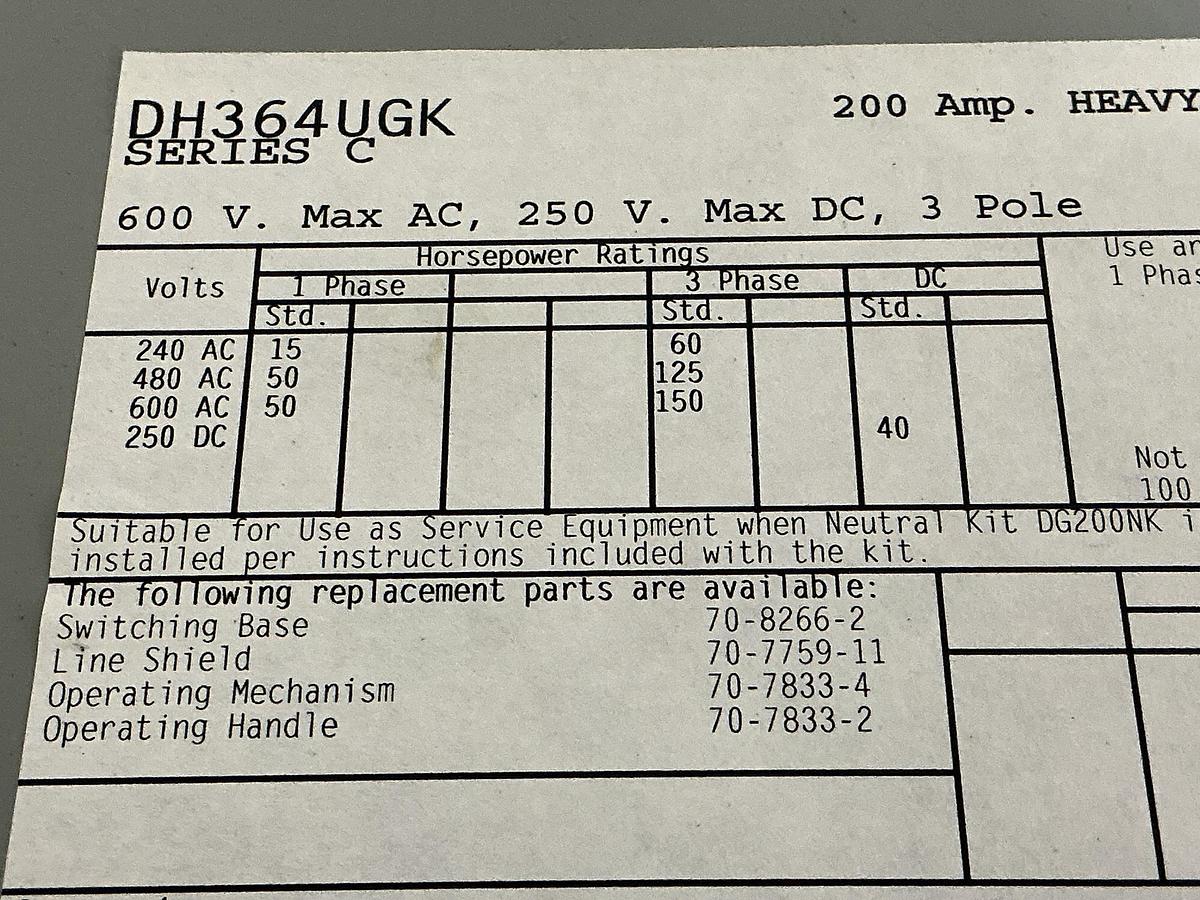 DH364UGK
200 Amp. HEAVY
SERIES C
600 V. Max AC, 250 V. Max DC, 3 Pole
Horsepower Ratings
Volts
1 Phase
3 Phase
DC
Std.
Std.
Std.
240 AC 15 60
480 AC 50 125
600 AC 50 150
250 DC 40
Use
1
Not
100
Suitable for Use as Service Equipment when Neutral Kit DG200NK
installed per instructions included with the kit.
The following replacement parts are available:
Switching Base 70-8266-2
Line Shield 70-7759-11
Operating Mechanism 70-7833-4
Operating Handle 70-7833-2